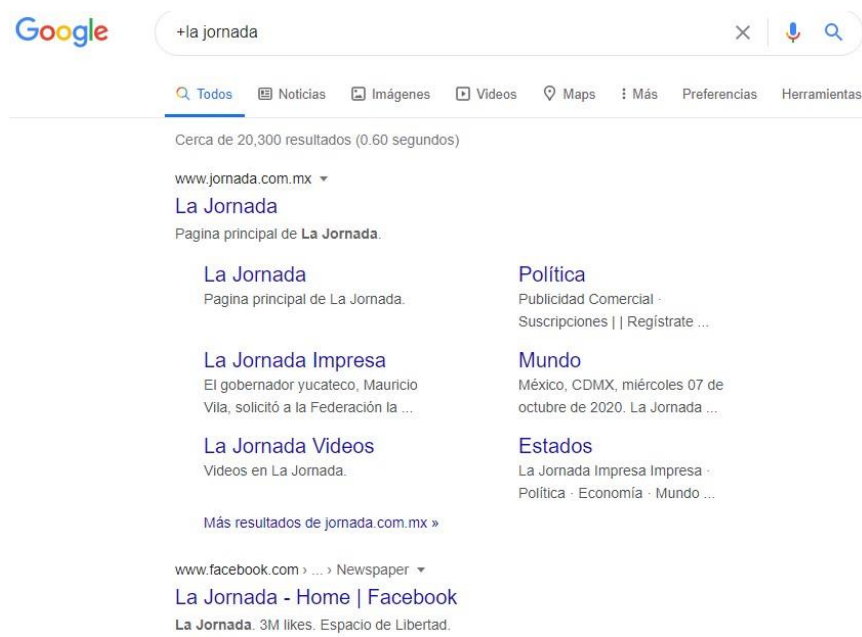 Google
+la jornada
Todos Noticias Imágenes Videos Maps Más Preferencias Herramientas
Cerca de 20,300 resultados (0.60 segundos)
www.jornada.com.mx
La Jornada
Pagina principal de La Jornada.
La Jornada
Pagina principal de La Jornada.
Política
Publicidad Comercial ·
Suscripciones | | Regístrate ...
La Jornada Impresa
El gobernador yucateco, Mauricio
Vila, solicitó a la Federación la ...
Mundo
México, CDMX, miércoles 07 de
octubre de 2020. La Jornada ...
La Jornada Videos
Videos en La Jornada.
Estados
La Jornada Impresa Impresa ·
Política · Economía · Mundo ...
Más resultados de jornada.com.mx »
www.facebook.com › ... › Newspaper
La Jornada - Home | Facebook
La Jornada. 3M likes. Espacio de Libertad.